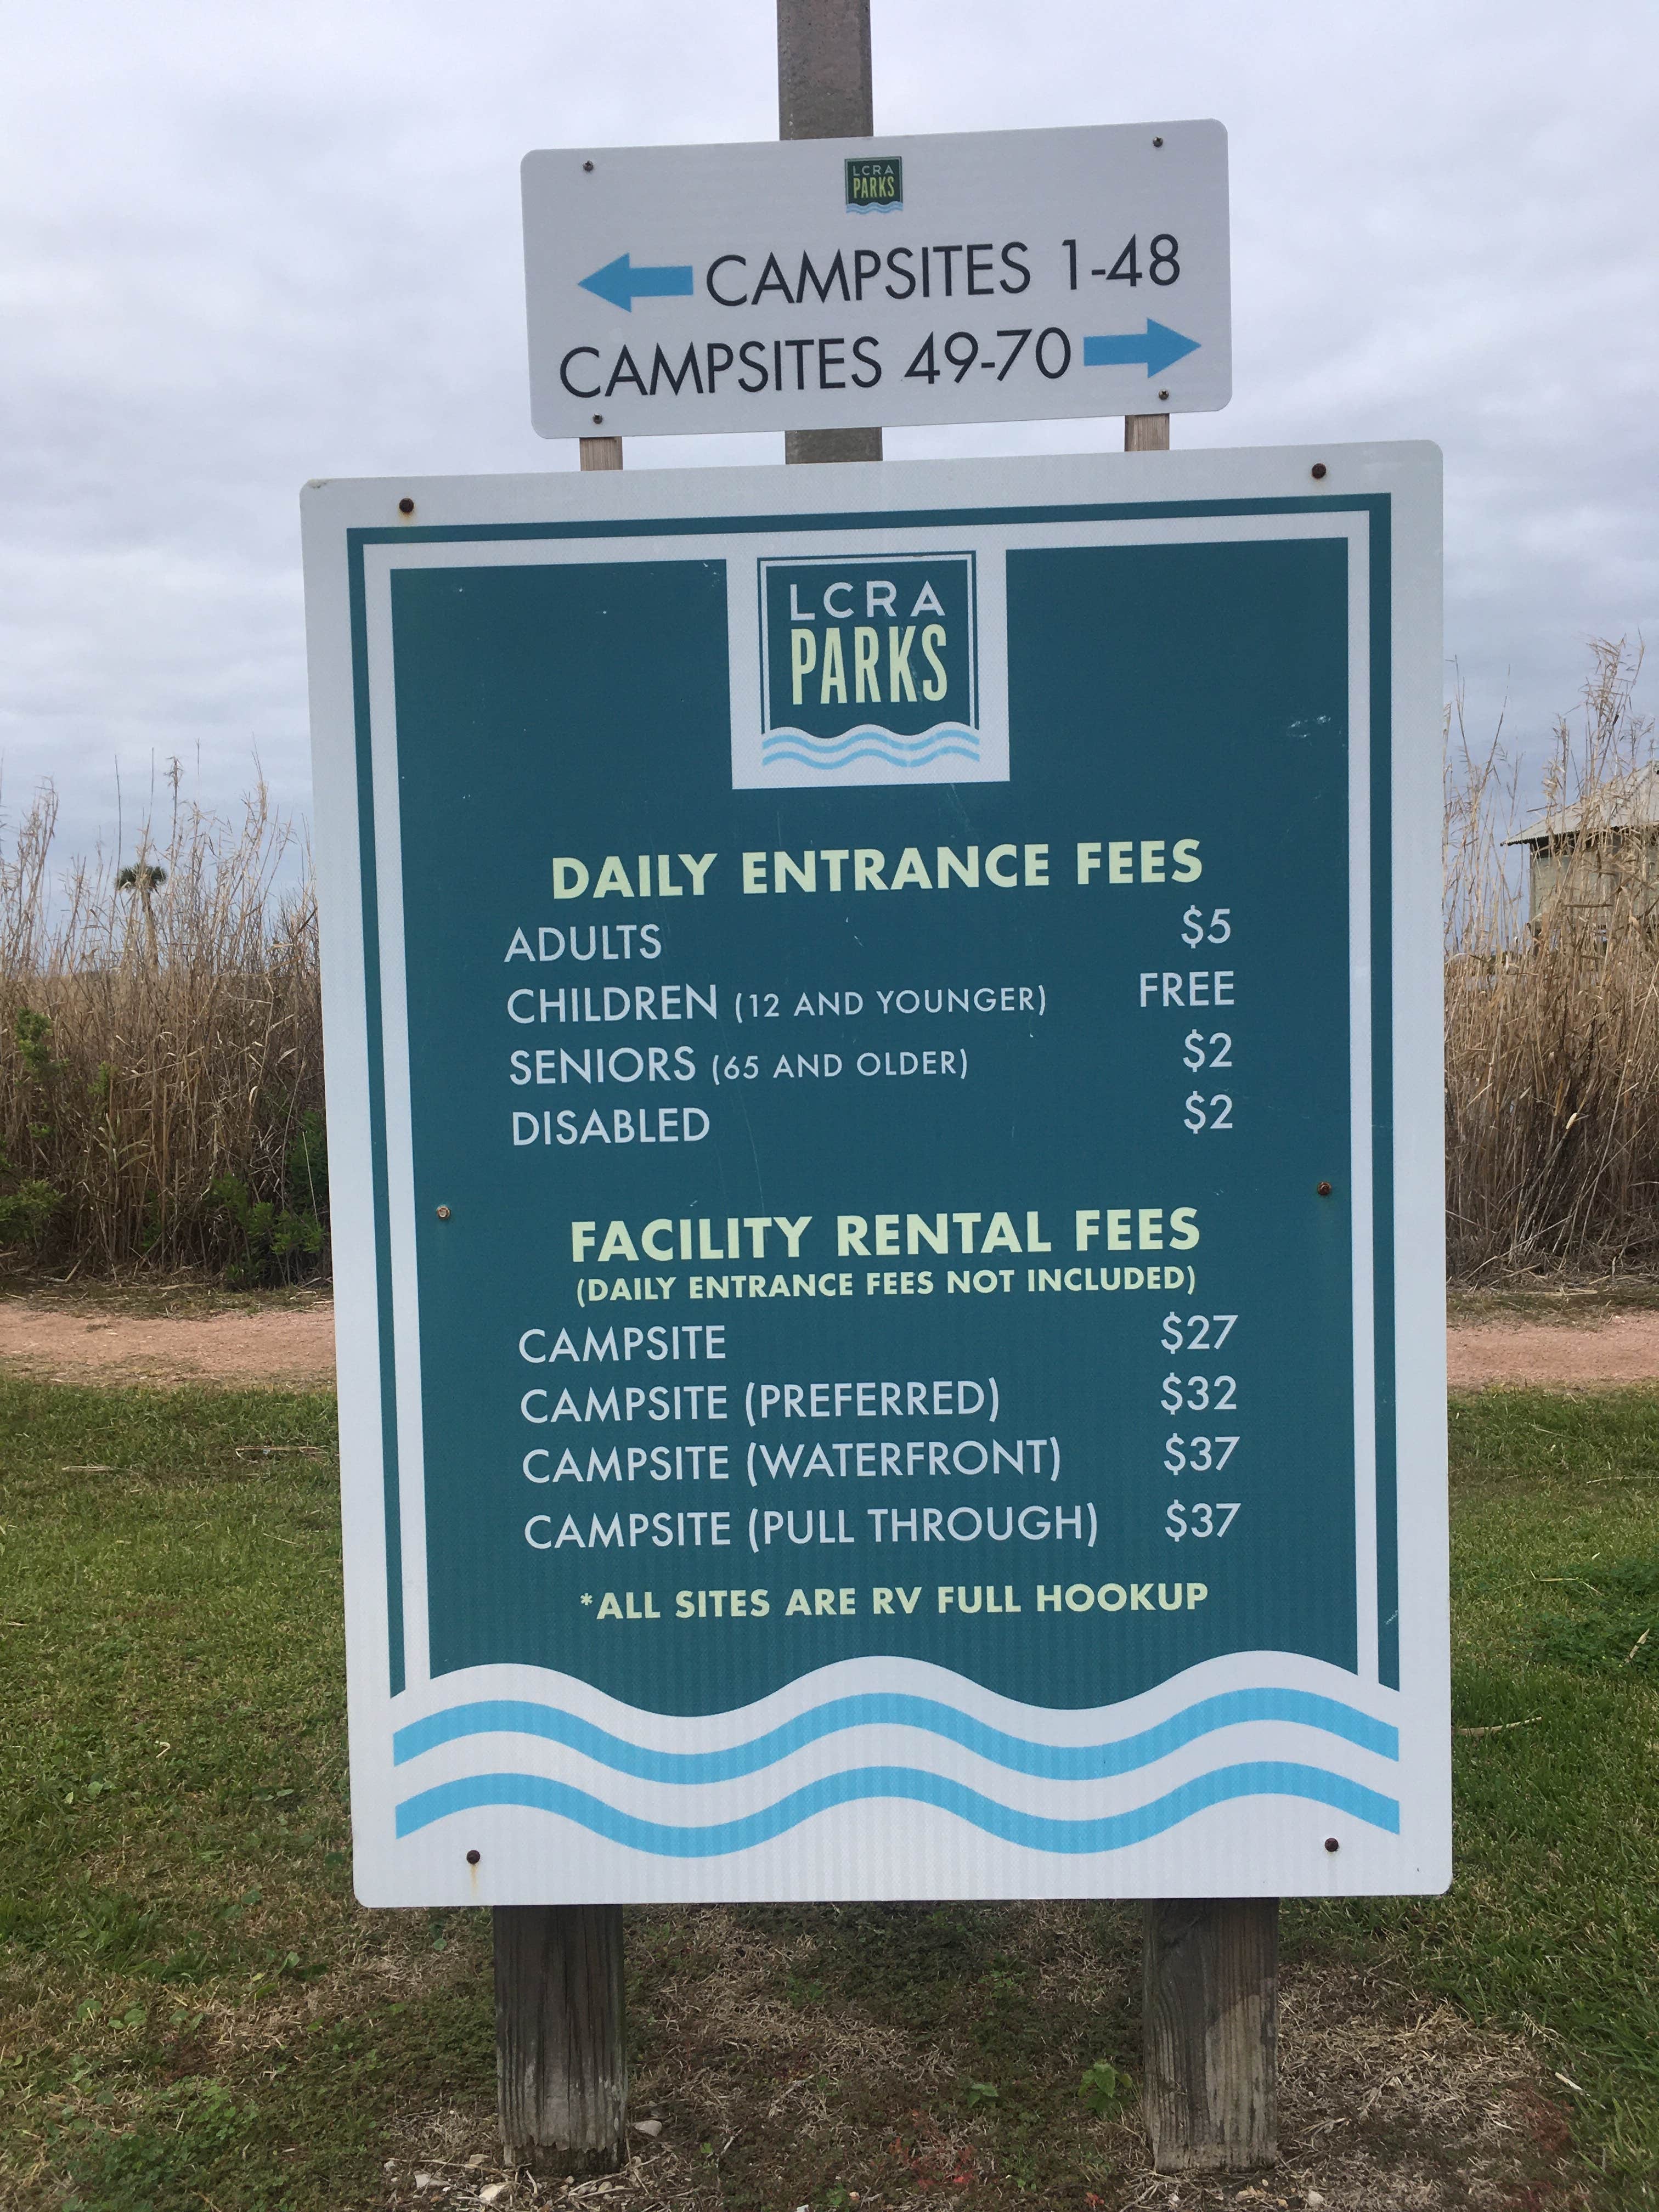 LCRA
PARKS
CAMPSITES 1-48
CAMPSITES 49-70
LCRA
PARKS
DAILY ENTRANCE FEES
ADULTS $5
CHILDREN (12 AND YOUNGER) FREE
SENIORS (65 AND OLDER) $2
DISABLED $2
FACILITY RENTAL FEES
(DAILY ENTRANCE FEES NOT INCLUDED)
CAMPSITE $27
CAMPSITE (PREFERRED) $32
CAMPSITE (WATERFRONT) $37
CAMPSITE (PULL THROUGH) $37
*ALL SITES ARE RV FULL HOOKUP